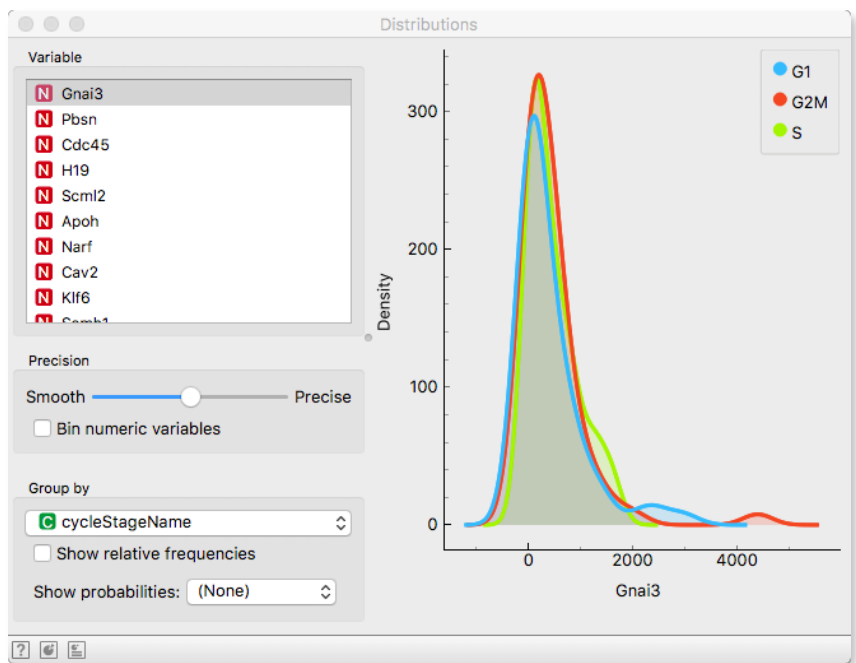 Distributions
Variable
N Gnai3
N Pbsn
N Cdc45
N H19
N Scml2
N Apoh
N Narf
N Cav2
N Klf6
Precision
Smooth Precise
Bin numeric variables
Group by
C cycleStageName
Show relative frequencies
Show probabilities: (None)
?
G1
G2M
S
300
200
100
0
Density
0 2000 4000
Gnai3